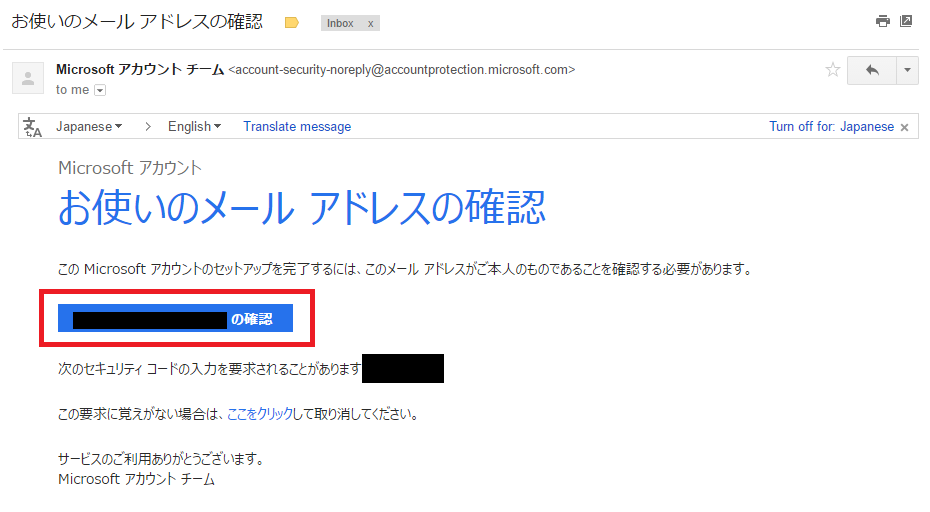 お使いのメール アドレスの確認 Inbox x
Microsoft アカウント チーム <account-security-noreply@accountprotection.microsoft.com>
to me
Japanese > English Translate message Turn off for: Japanese x
Microsoft アカウント
お使いのメール アドレスの確認
この Microsoft アカウントのセットアップを完了するには、このメール アドレスがご本人のものであることを確認する必要があります。
の確認
次のセキュリティ コードの入力を要求されることがあります
この要求に覚えがない場合は、ここをクリックして取り消してください。
サービスのご利用ありがとうございます。
Microsoft アカウント チーム